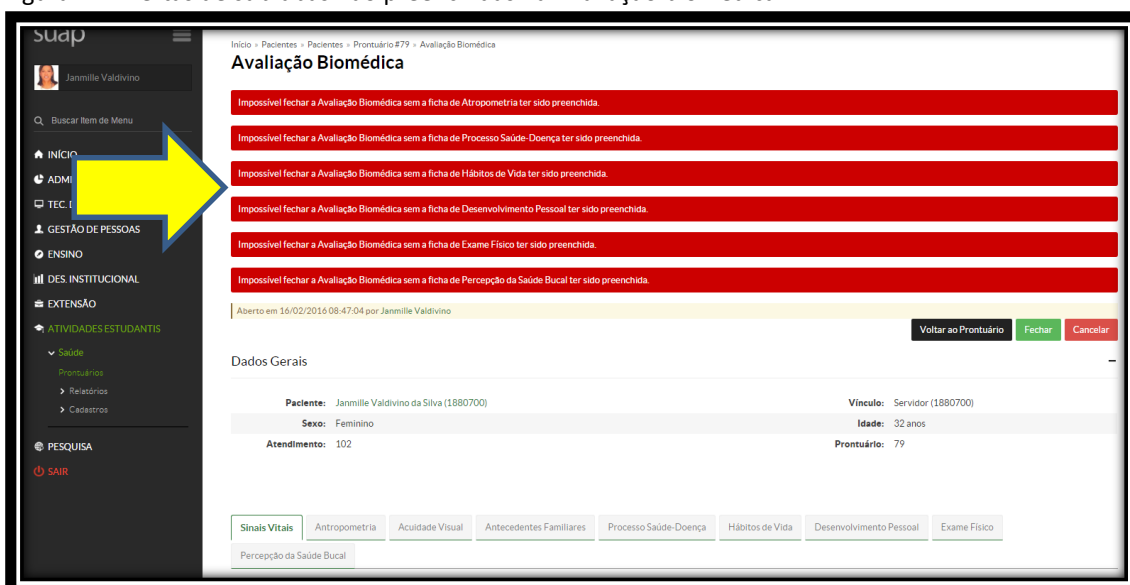 suap
Janmille Valdivino
Buscar Item de Menu
INÍCIO
ADMI
TEC.
GESTÃO DE PESSOAS
ENSINO
DES. INSTITUCIONAL
EXTENSÃO
ATIVIDADES ESTUDANTIS
Saúde
Prontuários
Relatórios
Cadastros
PESQUISA
SAIR
Início » Pacientes » Pacientes » Prontuário #79 » Avaliação Biomédica
Avaliação Biomédica
Impossível fechar a Avaliação Biomédica sem a ficha de Atropometria ter sido preenchida.
Impossível fechar a Avaliação Biomédica sem a ficha de Processo Saúde-Doença ter sido preenchida.
Impossível fechar a Avaliação Biomédica sem a ficha de Hábitos de Vida ter sido preenchida.
Impossível fechar a Avaliação Biomédica sem a ficha de Desenvolvimento Pessoal ter sido preenchida.
Impossível fechar a Avaliação Biomédica sem a ficha de Exame Físico ter sido preenchida.
Impossível fechar a Avaliação Biomédica sem a ficha de Percepção da Saúde Bucal ter sido preenchida.
Aberto em 16/02/2016 08:47:04 por Janmille Valdivino
Voltar ao Prontuário Fechar Cancelar
Dados Gerais
Paciente: Janmille Valdivino da Silva (1880700) Vínculo: Servidor (1880700)
Sexo: Feminino Idade: 32 anos
Atendimento: 102 Prontuário: 79
Sinais Vitais Antropometria Acuidade Visual Antecedentes Familiares Processo Saúde-Doença Hábitos de Vida Desenvolvimento Pessoal Exame Físico
Percepção da Saúde Bucal